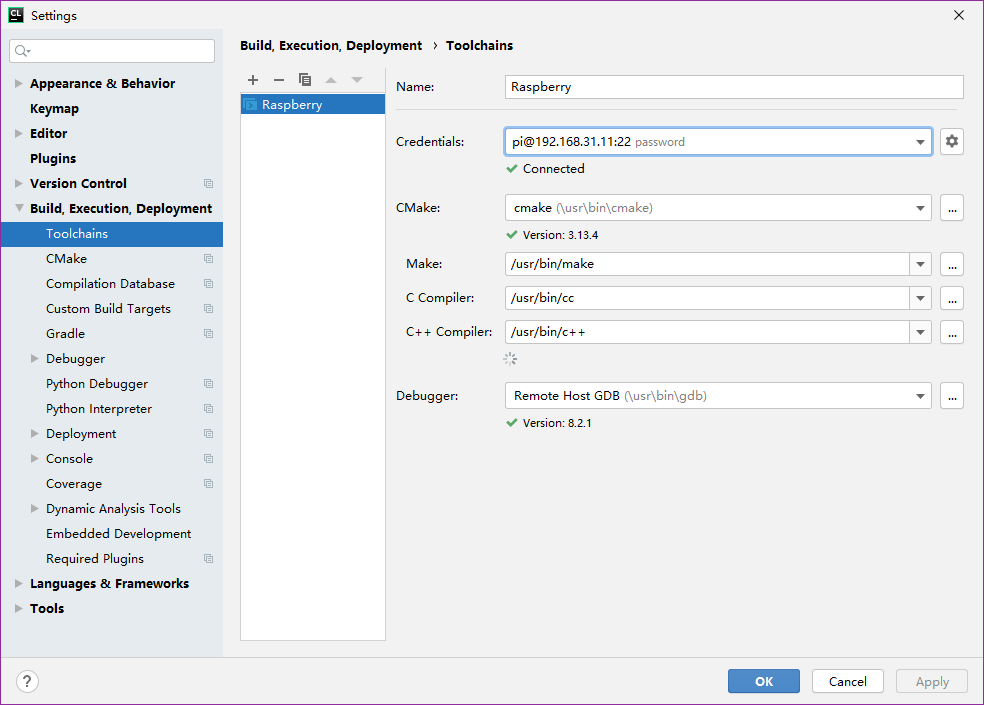 CL Settings
Build, Execution, Deployment › Toolchains
Appearance & Behavior
Keymap
Editor
Plugins
Version Control
Build, Execution, Deployment
Toolchains
CMake
Compilation Database
Custom Build Targets
Gradle
Debugger
Python Debugger
Python Interpreter
Deployment
Console
Coverage
Dynamic Analysis Tools
Embedded Development
Required Plugins
Languages & Frameworks
Tools
Raspberry
Name: Raspberry
Credentials: pi@192.168.31.11:22 password
Connected
CMake: cmake (\usr\bin\cmake) ...
Version: 3.13.4
Make: /usr/bin/make ...
C Compiler: /usr/bin/cc ...
C++ Compiler: /usr/bin/c++ ...
Debugger: Remote Host GDB (\usr\bin\gdb) ...
Version: 8.2.1
? OK Cancel Apply